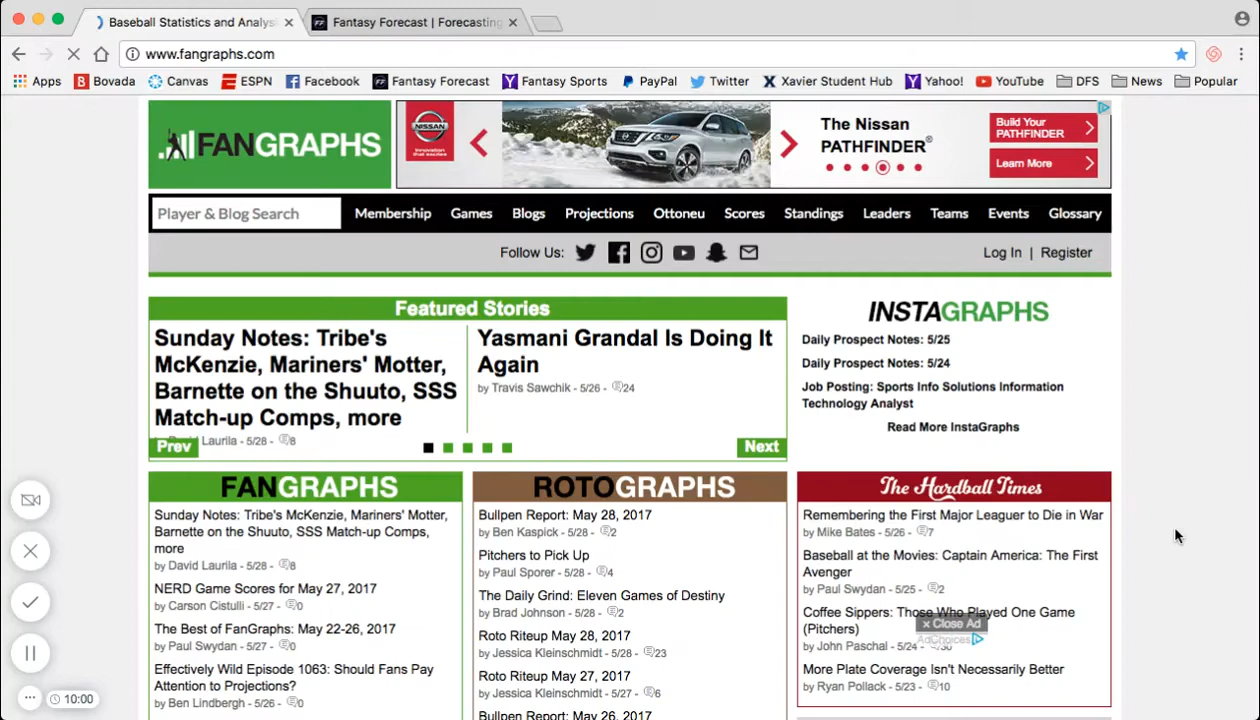 Baseball Statistics and Analysis
Fantasy Forecast | Forecasting
www.fangraphs.com
Apps Bovada Canvas ESPN Facebook Fantasy Forecast Fantasy Sports PayPal Twitter Xavier Student Hub Yahoo! YouTube DFS News Popular
FANGRAPHS
NISSAN
Innovation that excites
The Nissan
PATHFINDER®
Build Your
PATHFINDER
Learn More
Player & Blog Search
Membership Games Blogs Projections Ottoneu Scores Standings Leaders Teams Events Glossary
Follow Us:
Log In | Register
Featured Stories
Sunday Notes: Tribe's
McKenzie, Mariners' Motter,
Barnette on the Shuuto, SSS
Match-up Comps, more
Laurila - 5/28 - 8
Prev
Yasmani Grandal Is Doing It
Again
by Travis Sawchik - 5/26 - 24
Next
INSTAGRAPHS
Daily Prospect Notes: 5/25
Daily Prospect Notes: 5/24
Job Posting: Sports Info Solutions Information
Technology Analyst
Read More InstaGraphs
FANGRAPHS
Sunday Notes: Tribe's McKenzie, Mariners' Motter,
Barnette on the Shuuto, SSS Match-up Comps,
more
by David Laurila - 5/28 - 8
NERD Game Scores for May 27, 2017
by Carson Cistulli - 5/27 - 0
The Best of FanGraphs: May 22-26, 2017
by Paul Swydan - 5/27 - 0
Effectively Wild Episode 1063: Should Fans Pay
Attention to Projections?
by Ben Lindbergh - 5/26 - 0
ROTOGRAPHS
Bullpen Report: May 28, 2017
by Ben Kaspick - 5/28 - 2
Pitchers to Pick Up
by Paul Sporer - 5/28 - 4
The Daily Grind: Eleven Games of Destiny
by Brad Johnson - 5/28 - 2
Roto Riteup May 28, 2017
by Jessica Kleinschmidt - 5/28 - 23
Roto Riteup May 27, 2017
by Jessica Kleinschmidt - 5/27 - 6
Bullpen Report: May 26, 2017
The Hardball Times
Remembering the First Major Leaguer to Die in War
by Mike Bates - 5/26 - 7
Baseball at the Movies: Captain America: The First
Avenger
by Paul Swydan - 5/25 - 2
Coffee Sippers: Those Who Played One Game
(Pitchers)
× Close Ad
AdChoices
by John Paschal - 5/24 - 30
More Plate Coverage Isn't Necessarily Better
by Ryan Pollack - 5/23 - 10
10:00